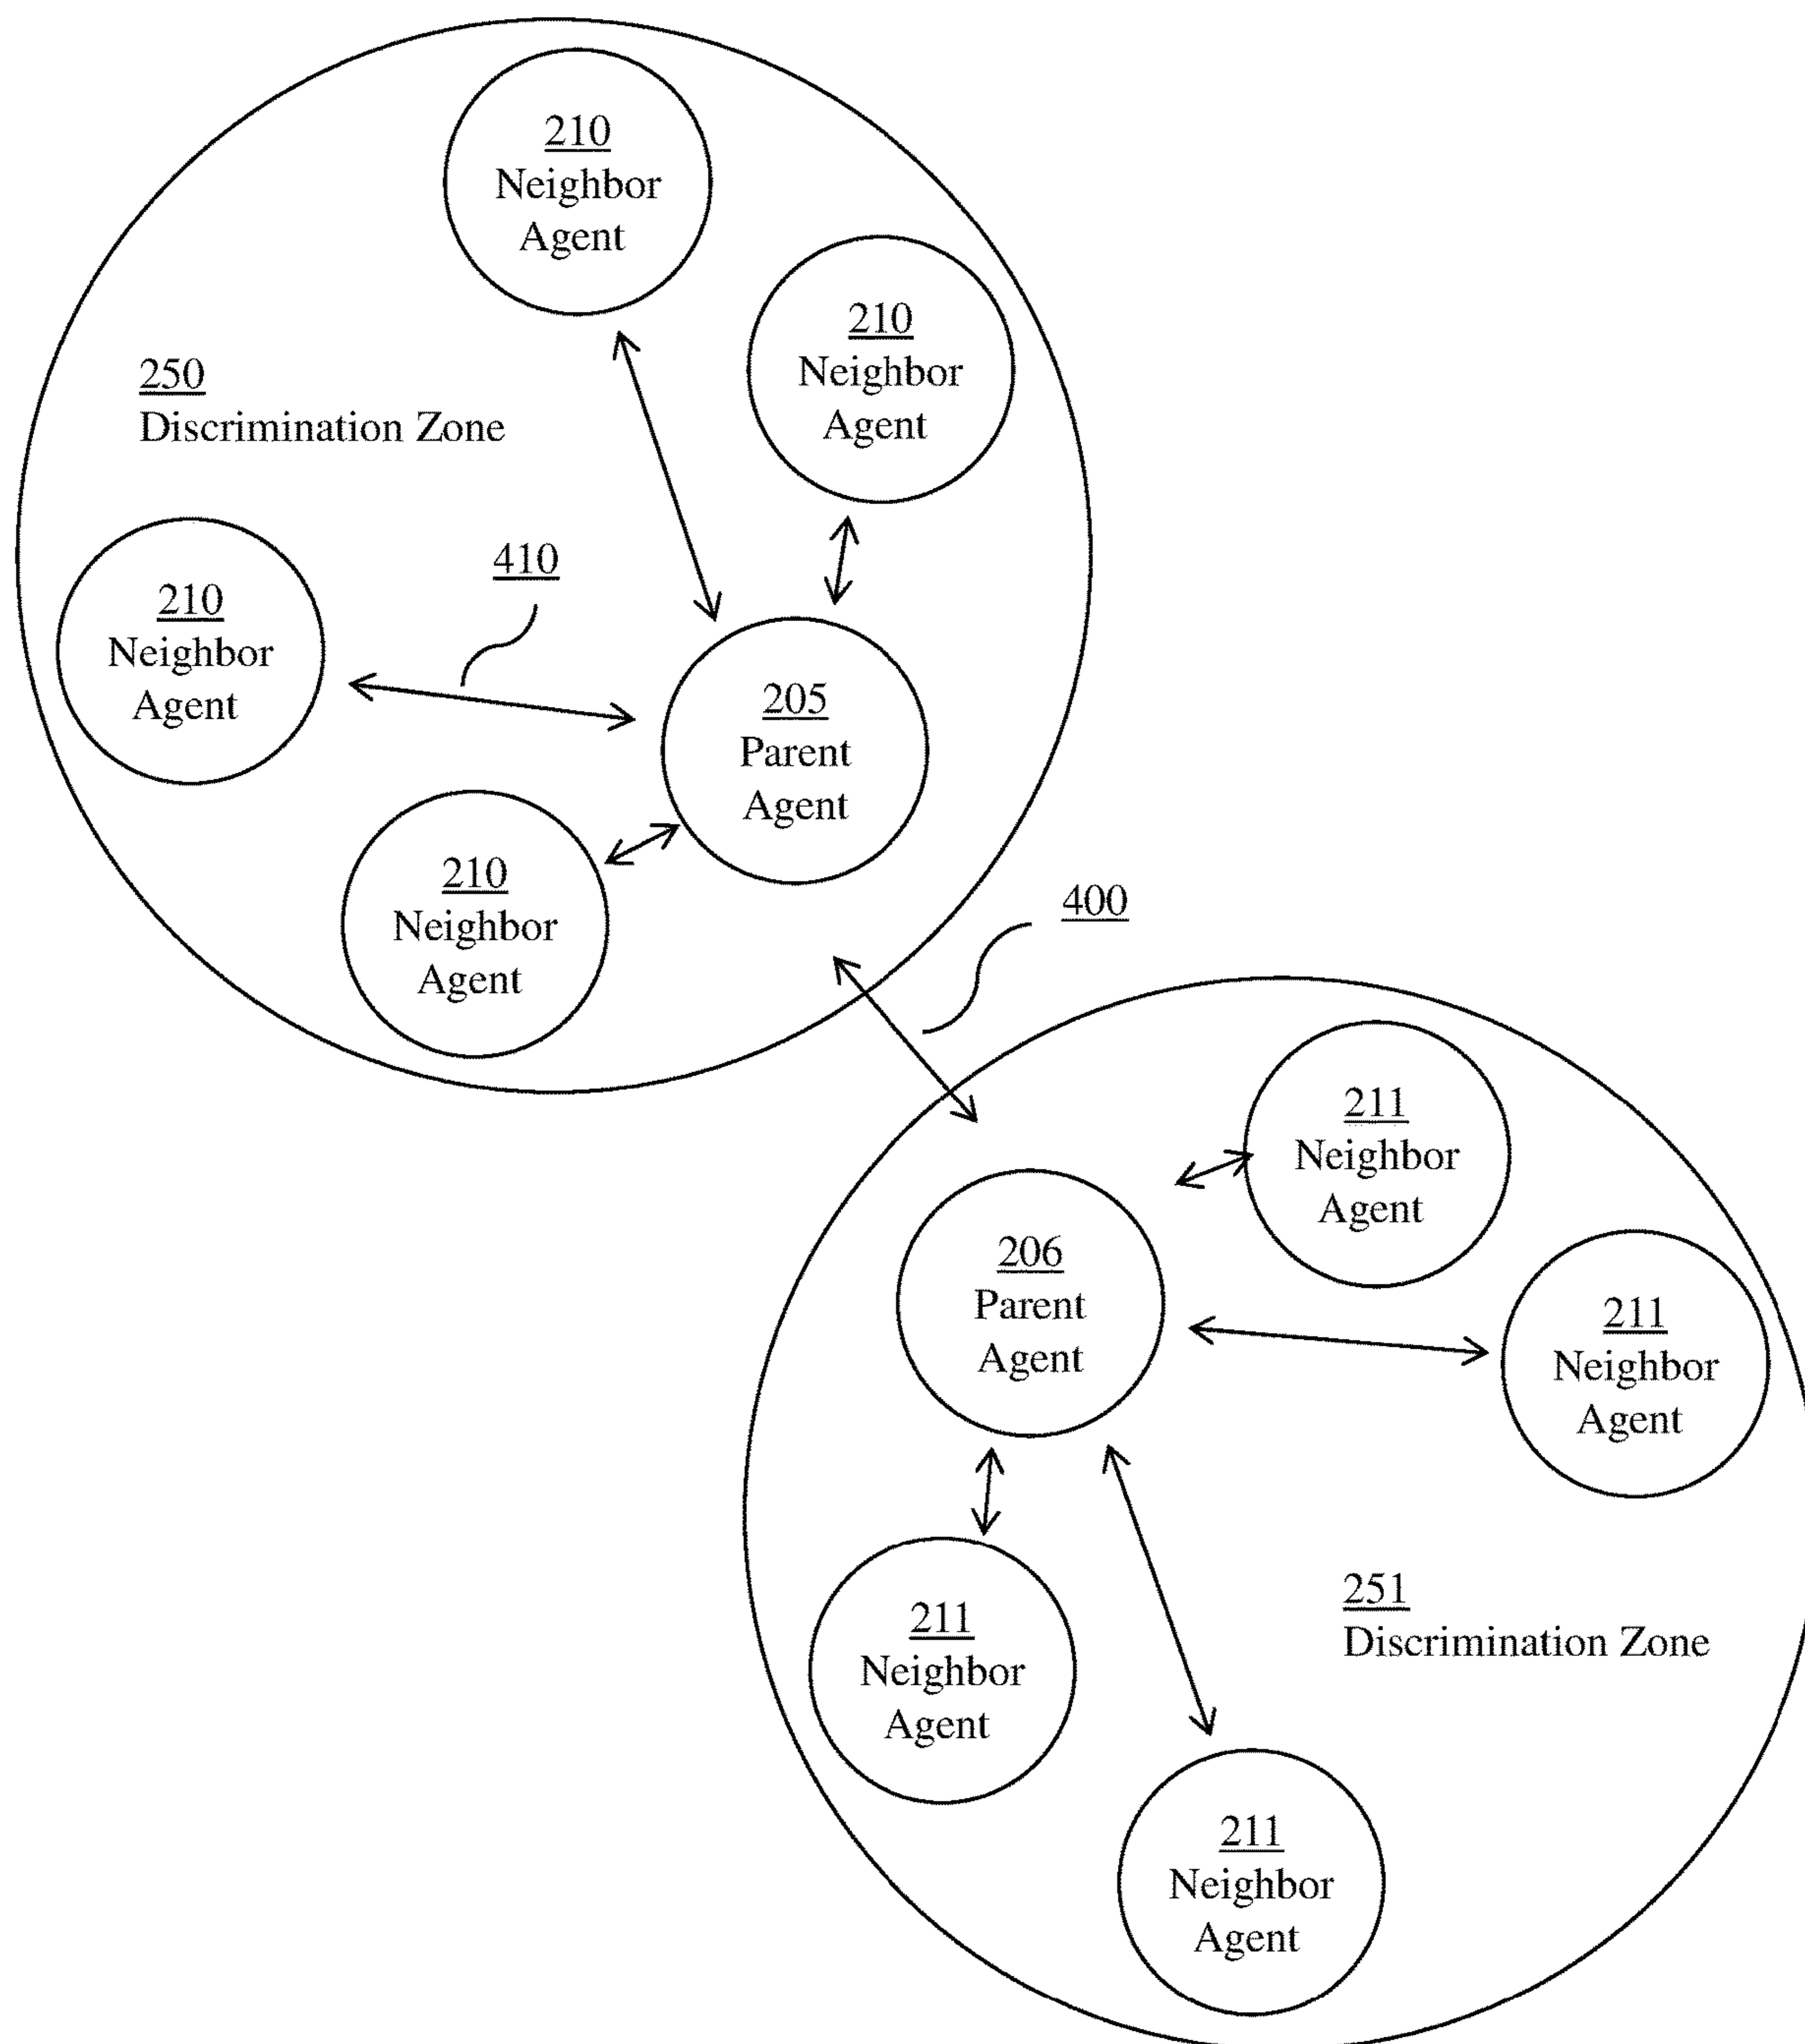 210
Neighbor
Agent
210
Neighbor
Agent
250
Discrimination Zone
410
210
Neighbor
Agent
205
Parent
Agent
210
Neighbor
Agent
400
211
Neighbor
Agent
206
Parent
Agent
211
Neighbor
Agent
251
Discrimination Zone
211
Neighbor
Agent
211
Neighbor
Agent